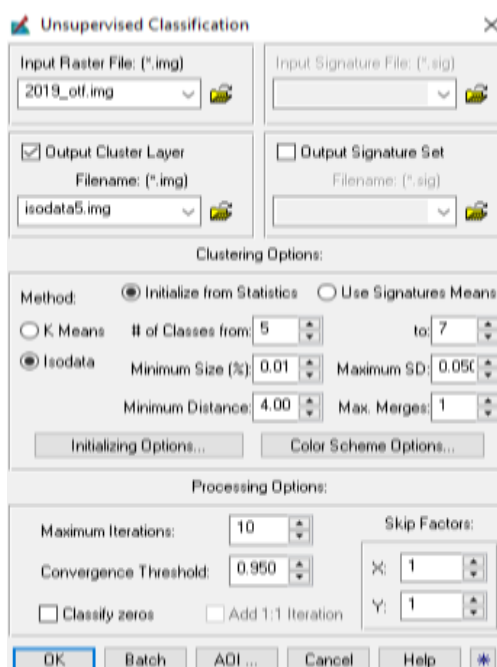 Unsupervised Classification
Input Raster File: (*.img)
Input Signature File: (*.sig)
2019_otf.img
Output Cluster Layer
Output Signature Set
Filename: (*.img)
Filename: (*.sig)
isodata5.img
Clustering Options:
Method:
Initialize from Statistics
Use Signatures Means
K Means
# of Classes from: 5
to: 7
Isodata
Minimum Size (%): 0.01
Maximum SD: 0.050
Minimum Distance: 4.00
Max. Merges: 1
Initializing Options...
Color Scheme Options...
Processing Options:
Maximum Iterations: 10
Skip Factors:
Convergence Threshold: 0.950
X: 1
Classify zeros
Add 1:1 Iteration
Y: 1
OK
Batch
AOI ...
Cancel
Help